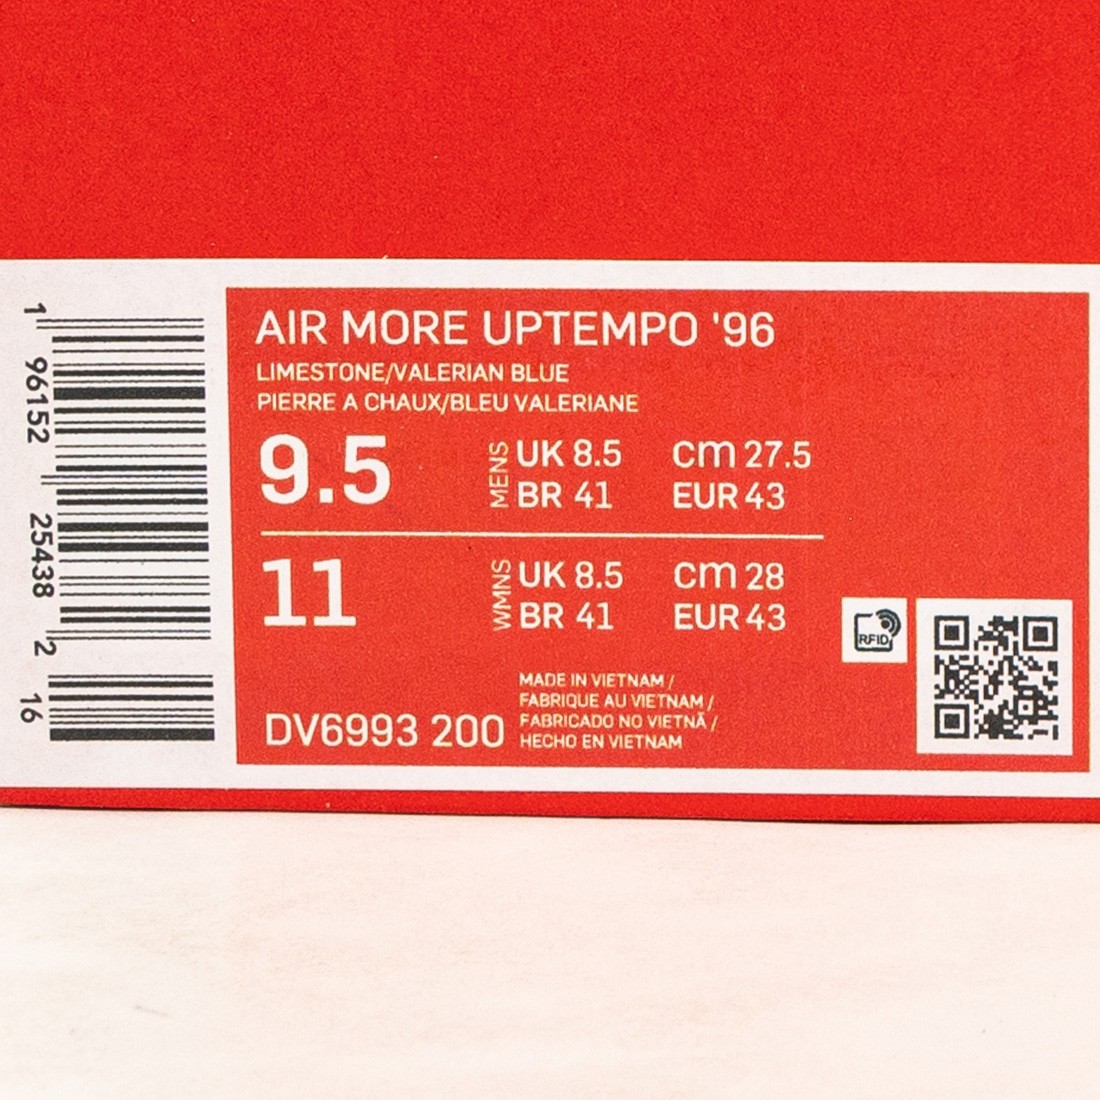 AIR MORE UPTEMPO '96
LIMESTONE/VALERIAN BLUE
PIERRE A CHAUX/BLEU VALERIANE
9.5
MENS
UK 8.5 cm 27.5
BR 41 EUR 43
11
WMNS
UK 8.5 cm 28
BR 41 EUR 43
DV6993 200
MADE IN VIETNAM /
FABRIQUE AU VIETNAM /
FABRICADO NO VIETNÃ /
HECHO EN VIETNAM
RFID
1 96152 25438 2 16